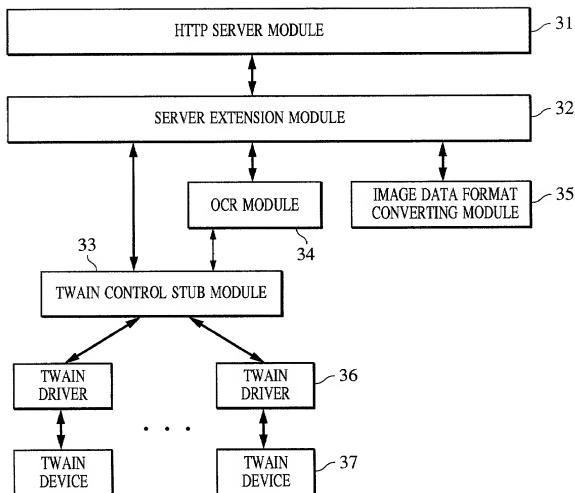 HTTP SERVER MODULE
31
SERVER EXTENSION MODULE
32
OCR MODULE
34
IMAGE DATA FORMAT
CONVERTING MODULE
35
33
TWAIN CONTROL STUB MODULE
TWAIN
DRIVER
TWAIN
DRIVER
36
. . .
TWAIN
DEVICE
TWAIN
DEVICE
37